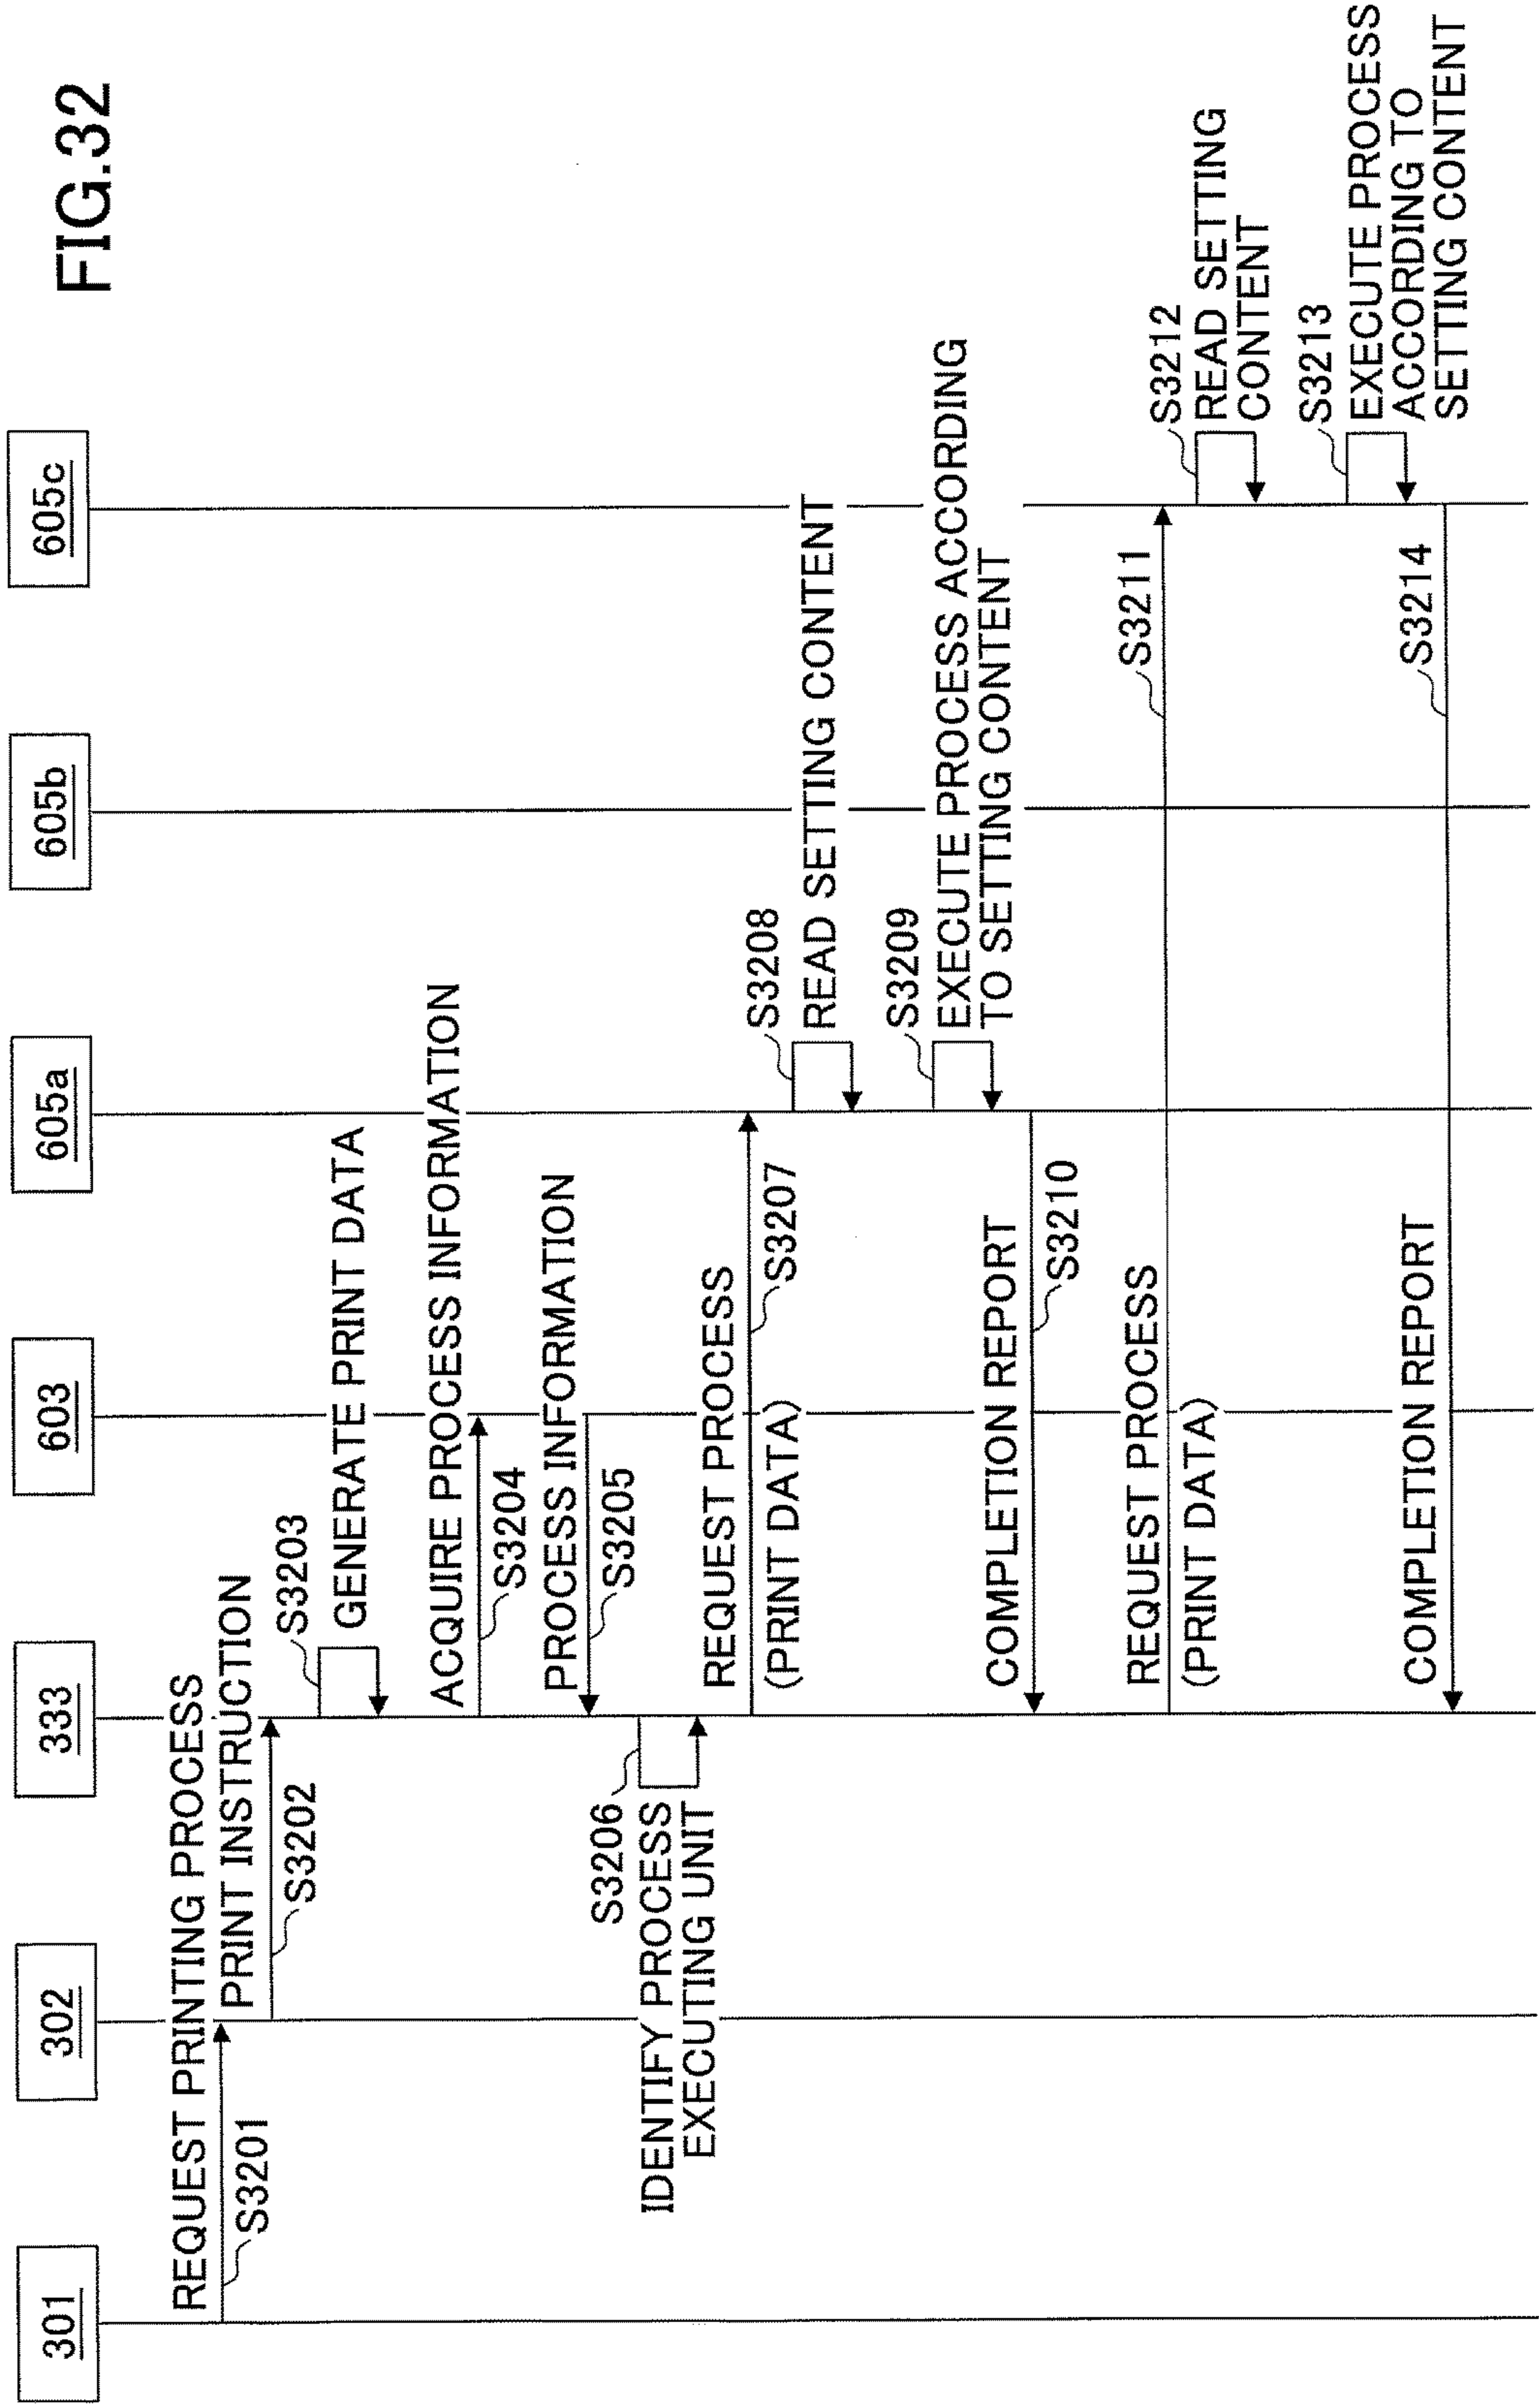 FIG.32
301
302
333
603
605a
605b
605c
REQUEST PRINTING PROCESS
S3201
PRINT INSTRUCTION
S3202
S3203
GENERATE PRINT DATA
ACQUIRE PROCESS INFORMATION
S3204
PROCESS INFORMATION
S3205
S3206
IDENTIFY PROCESS
EXECUTING UNIT
REQUEST PROCESS
(PRINT DATA)
S3207
S3208
READ SETTING CONTENT
S3209
EXECUTE PROCESS ACCORDING
TO SETTING CONTENT
COMPLETION REPORT
S3210
REQUEST PROCESS
(PRINT DATA)
S3211
S3212
READ SETTING
CONTENT
S3213
EXECUTE PROCESS
ACCORDING TO
SETTING CONTENT
COMPLETION REPORT
S3214